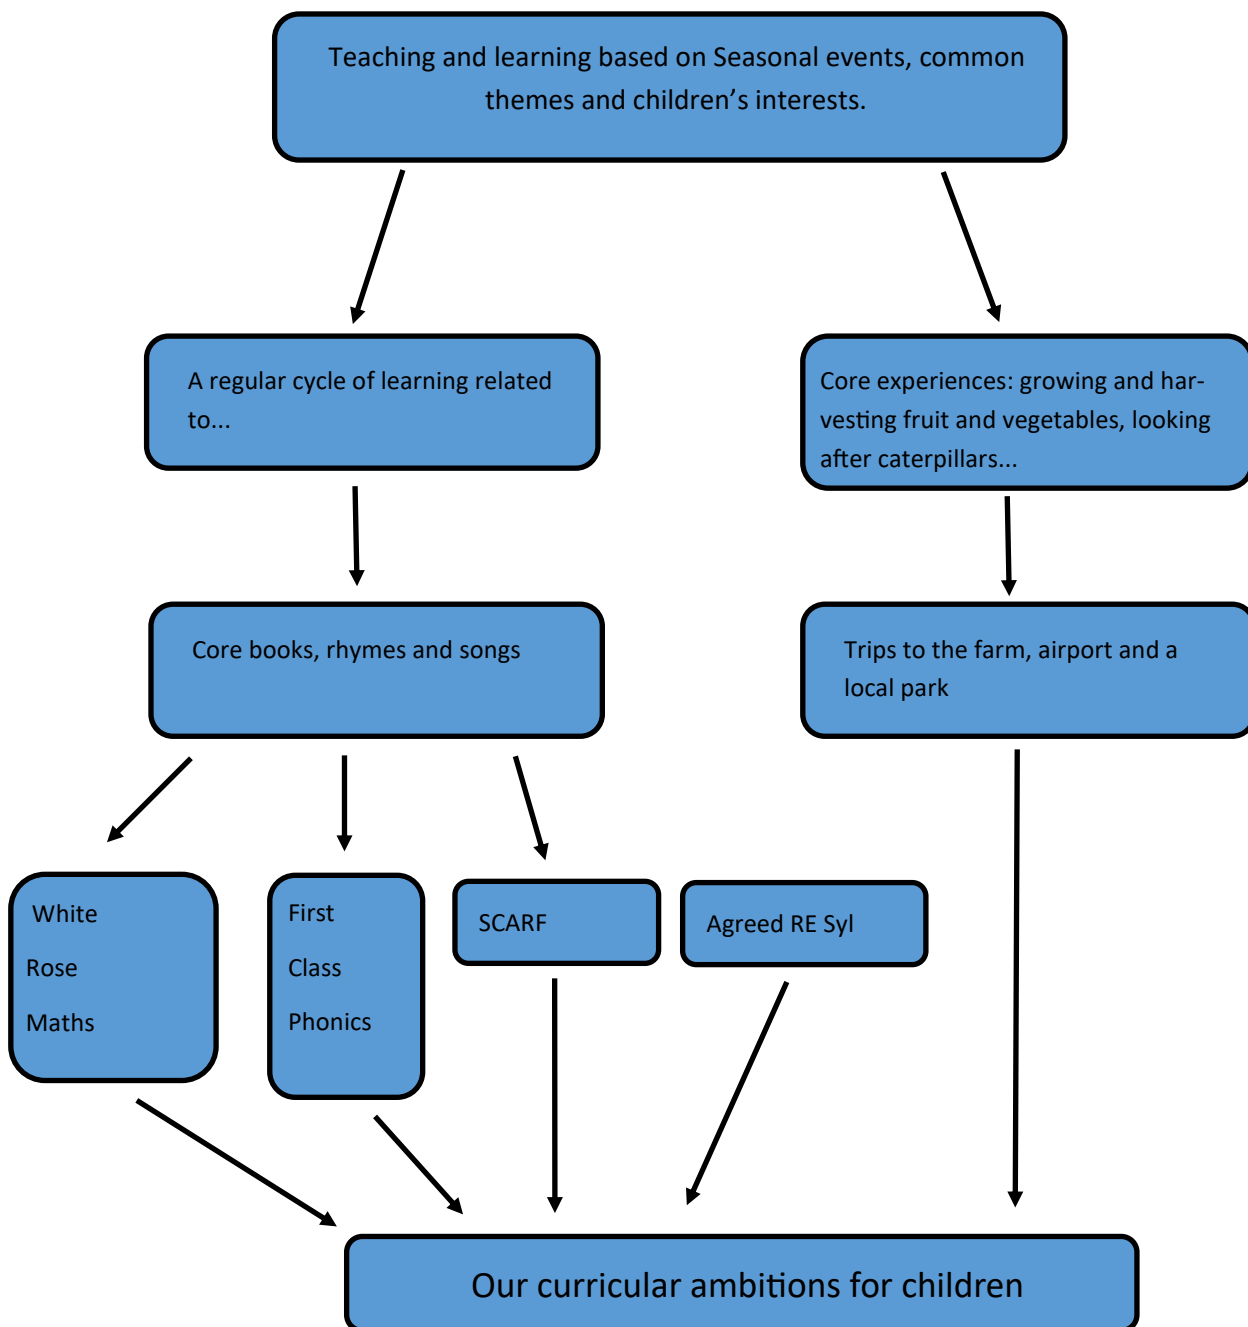 Teaching and learning based on Seasonal events, common
themes and children’s interests.
A regular cycle of learning related
to...
Core experiences: growing and har-
vesting fruit and vegetables, looking
after caterpillars...
Core books, rhymes and songs
Trips to the farm, airport and a
local park
White
Rose
Maths
First
Class
Phonics
SCARF
Agreed RE Syl
Our curricular ambitions for children